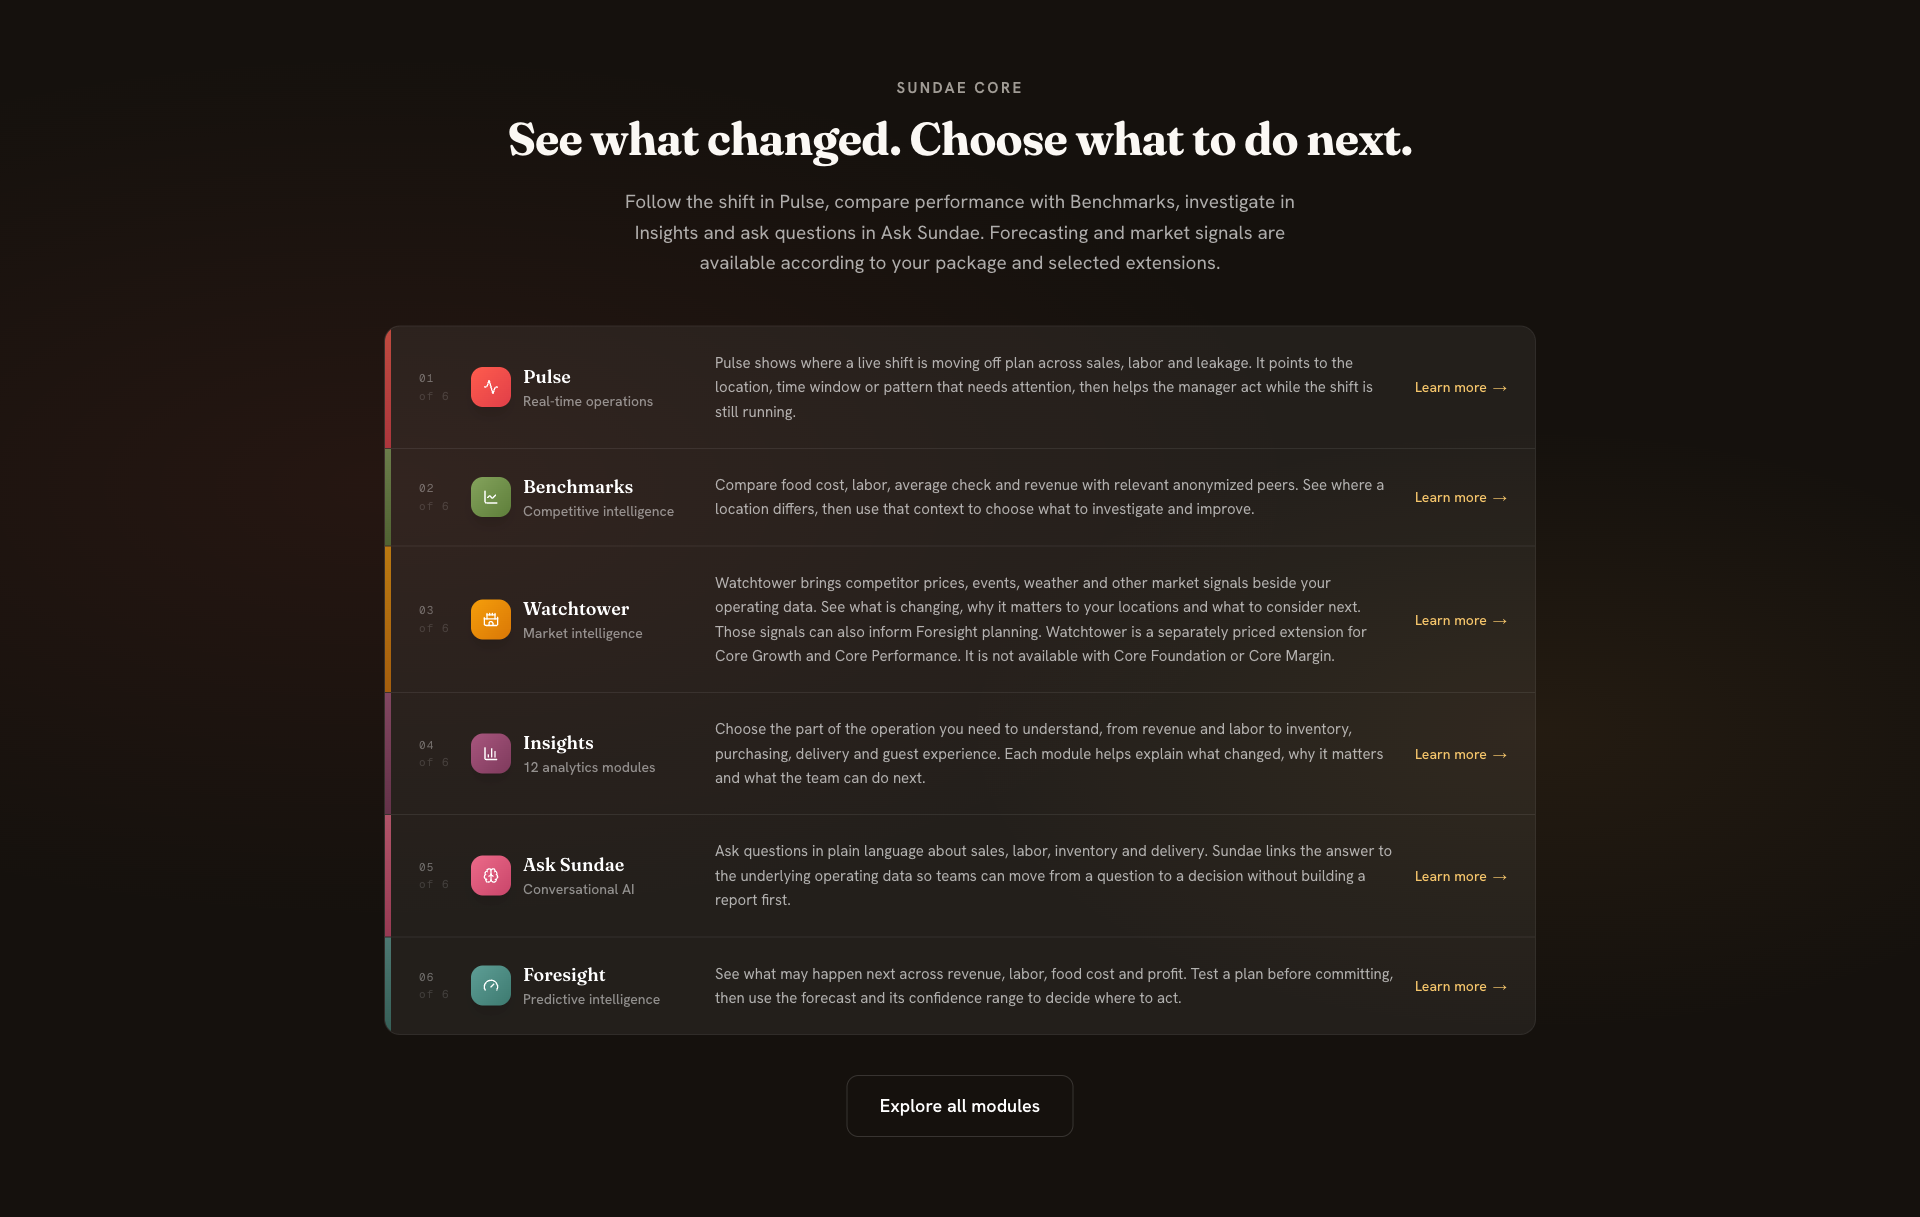 SUNDAE CORE
See what changed. Choose what to do next.
Follow the shift in Pulse, compare performance with Benchmarks, investigate in
Insights and ask questions in Ask Sundae. Forecasting and market signals are
available according to your package and selected extensions.
01
of 6
Pulse
Real-time operations
Pulse shows where a live shift is moving off plan across sales, labor and leakage. It points to the
location, time window or pattern that needs attention, then helps the manager act while the shift is
still running.
Learn more →
02
of 6
Benchmarks
Competitive intelligence
Compare food cost, labor, average check and revenue with relevant anonymized peers. See where a
location differs, then use that context to choose what to investigate and improve.
Learn more →
03
of 6
Watchtower
Market intelligence
Watchtower brings competitor prices, events, weather and other market signals beside your
operating data. See what is changing, why it matters to your locations and what to consider next.
Those signals can also inform Foresight planning. Watchtower is a separately priced extension for
Core Growth and Core Performance. It is not available with Core Foundation or Core Margin.
Learn more →
04
of 6
Insights
12 analytics modules
Choose the part of the operation you need to understand, from revenue and labor to inventory,
purchasing, delivery and guest experience. Each module helps explain what changed, why it matters
and what the team can do next.
Learn more →
05
of 6
Ask Sundae
Conversational AI
Ask questions in plain language about sales, labor, inventory and delivery. Sundae links the answer to
the underlying operating data so teams can move from a question to a decision without building a
report first.
Learn more →
06
of 6
Foresight
Predictive intelligence
See what may happen next across revenue, labor, food cost and profit. Test a plan before committing,
then use the forecast and its confidence range to decide where to act.
Learn more →
Explore all modules